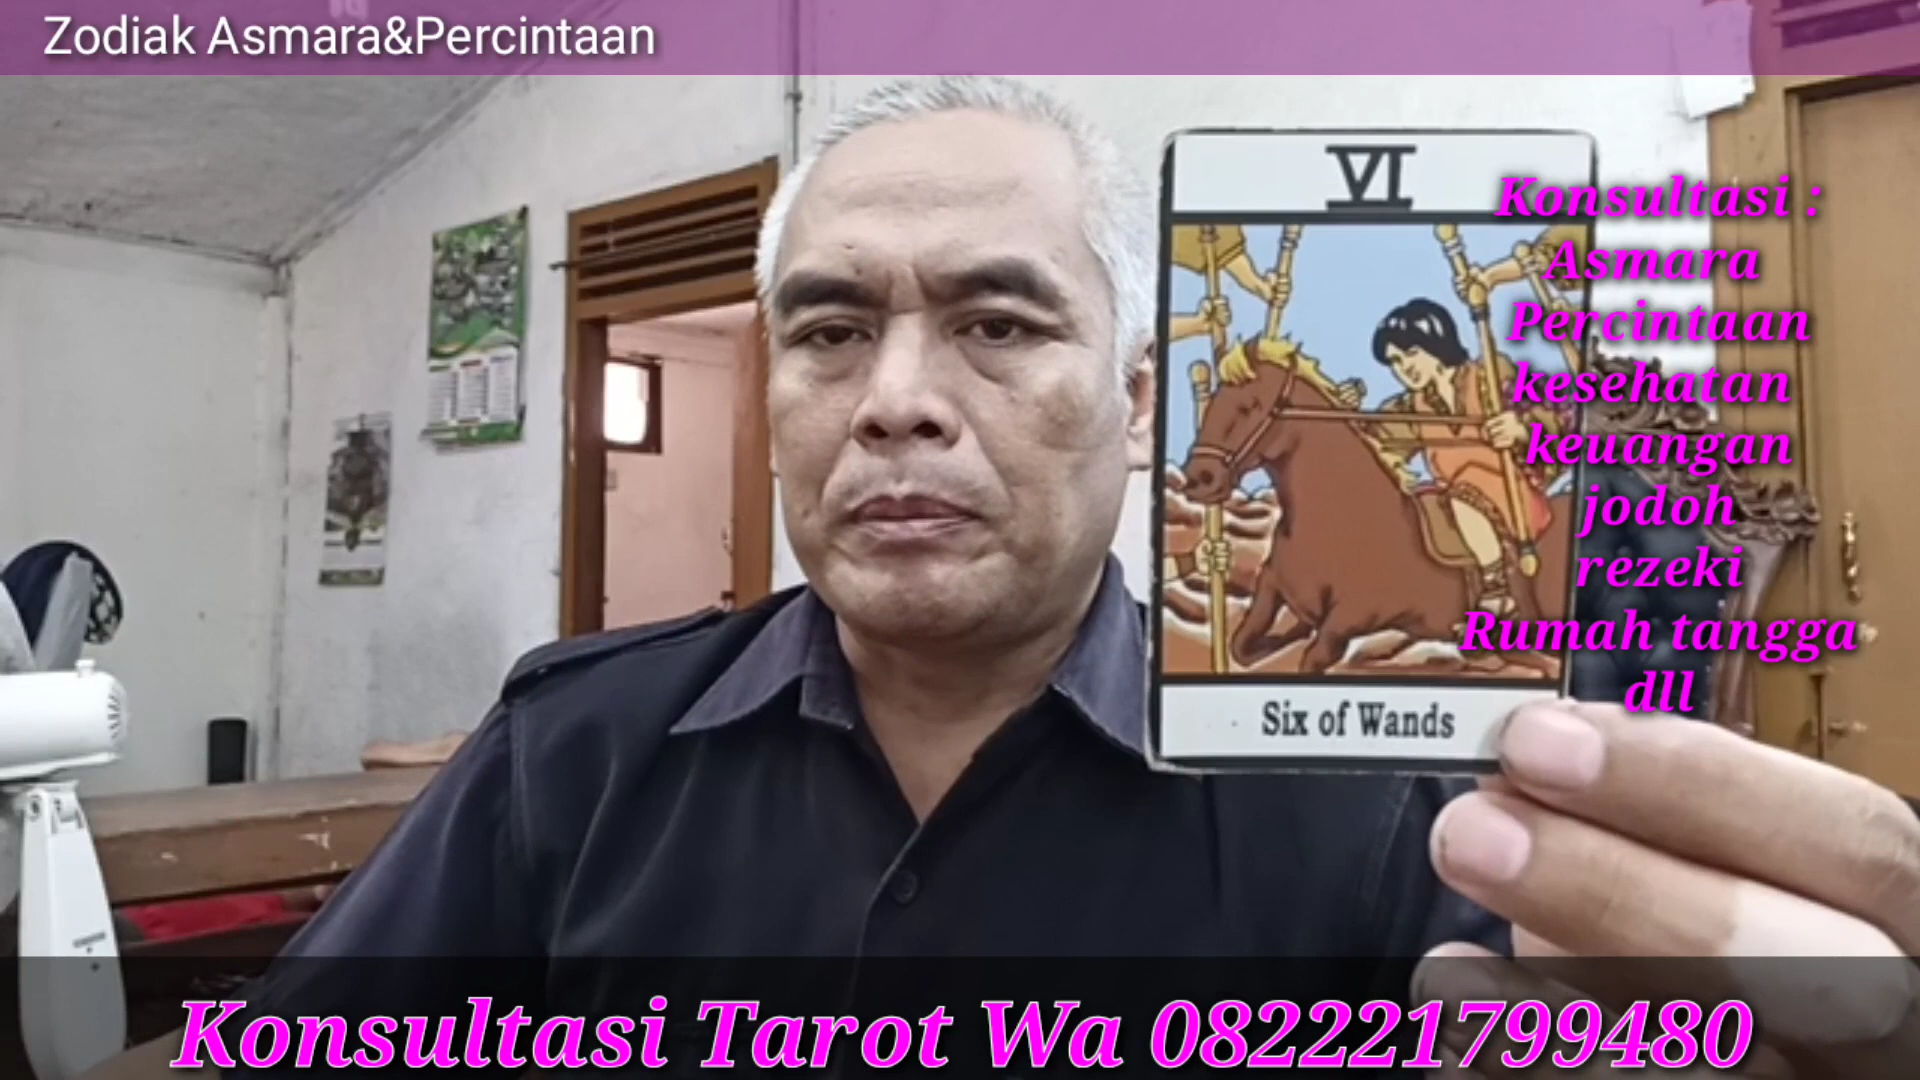 Zodiak Asmara&Percintaan
VI
Konsultasi :
Asmara
Percintaan
kesehatan
keuangan
jodoh
rezeki
Rumah tangga
dll
Six of Wands
Konsultasi Tarot Wa 082221799480